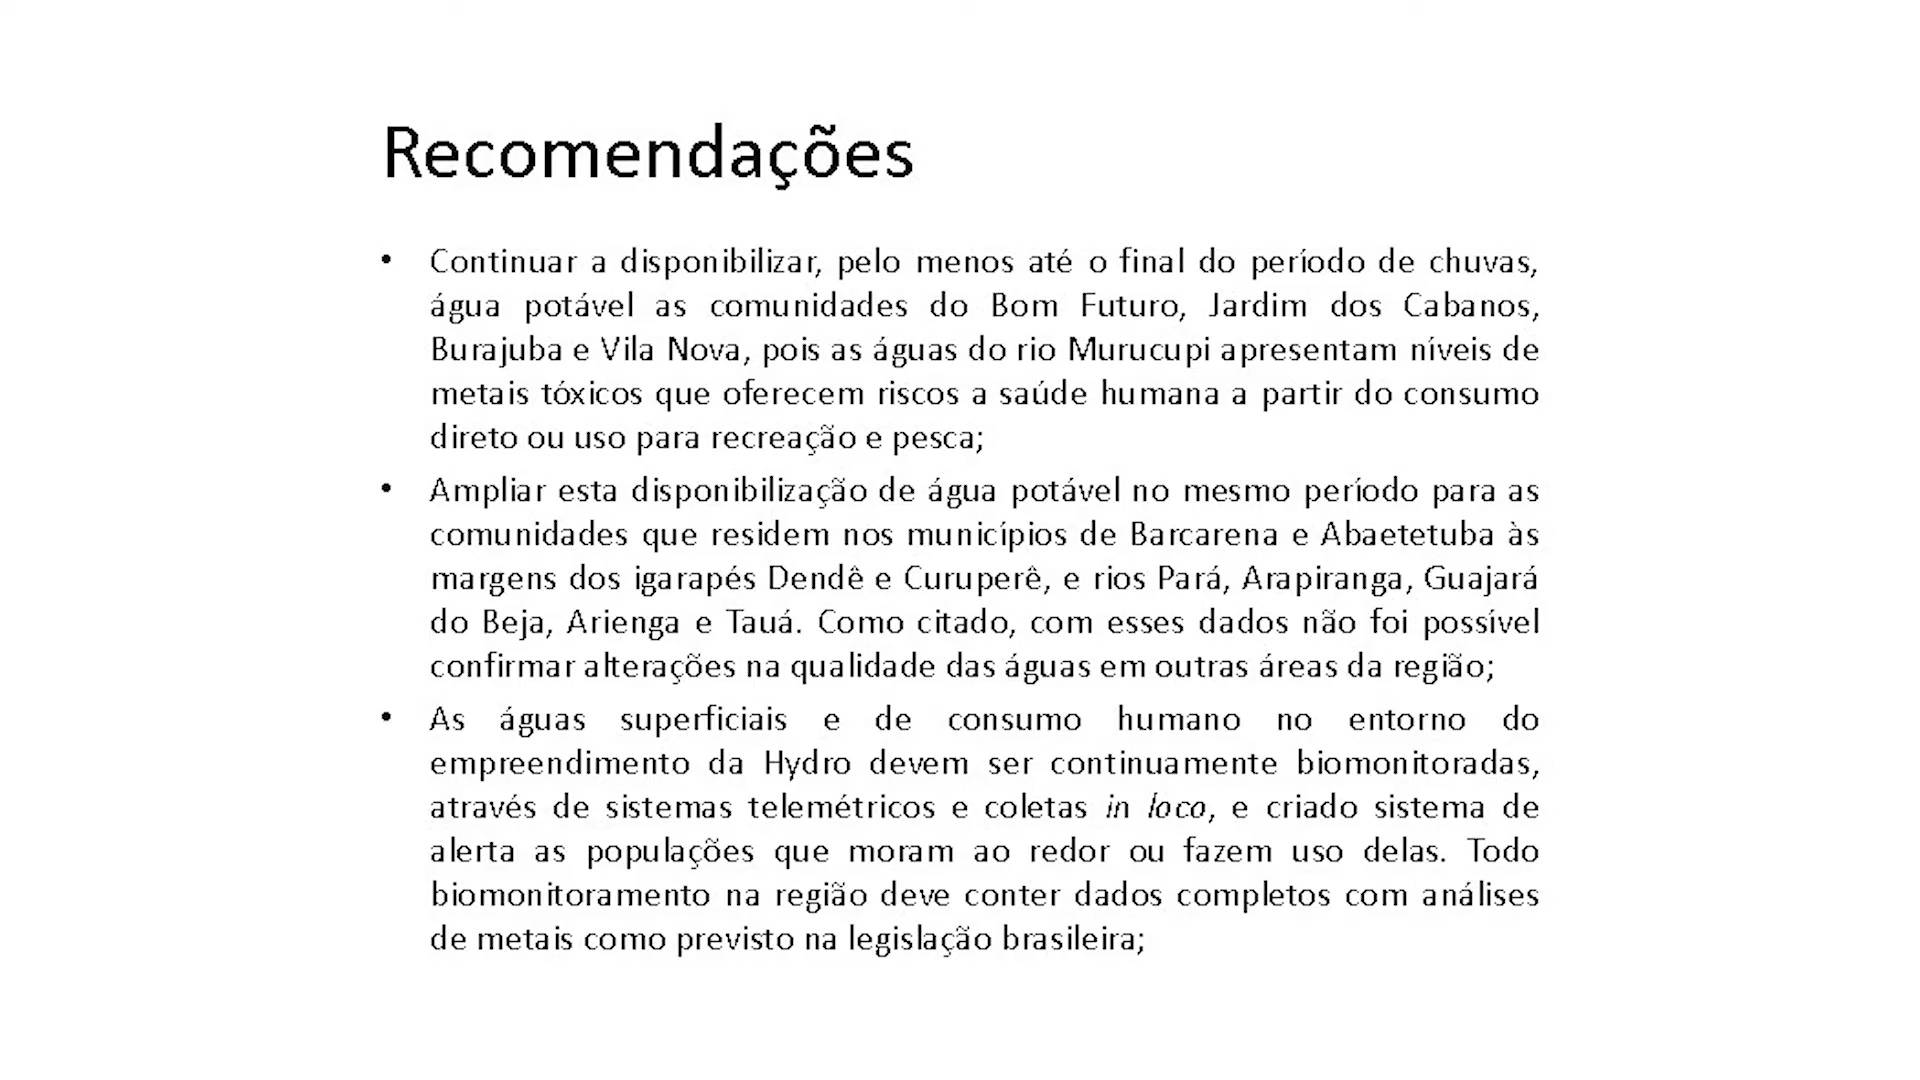 Recomendações
• Continuar a disponibilizar, pelo menos até o final do período de chuvas,
água potável as comunidades do Bom Futuro, Jardim dos Cabanos,
Burajuba e Vila Nova, pois as águas do rio Murucupi apresentam níveis de
metais tóxicos que oferecem riscos a saúde humana a partir do consumo
direto ou uso para recreação e pesca;
• Ampliar esta disponibilização de água potável no mesmo período para as
comunidades que residem nos municípios de Barcarena e Abaetetuba às
margens dos igarapés Dendê e Curuperê, e rios Pará, Arapiranga, Guajará
do Beja, Arienga e Tauá. Como citado, com esses dados não foi possível
confirmar alterações na qualidade das águas em outras áreas da região;
• As águas superficiais e de consumo humano no entorno do
empreendimento da Hydro devem ser continuamente biomonitoradas,
através de sistemas telemétricos e coletas in loco, e criado sistema de
alerta as populações que moram ao redor ou fazem uso delas. Todo
biomonitoramento na região deve conter dados completos com análises
de metais como previsto na legislação brasileira;